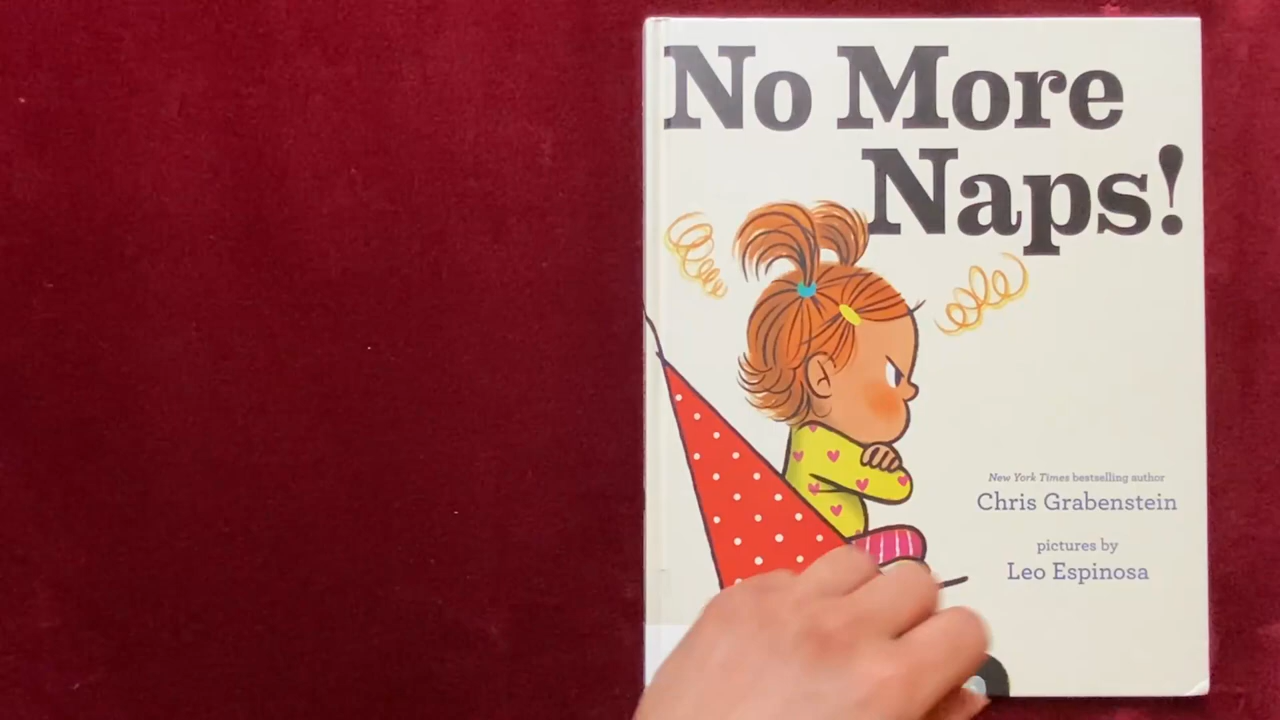 No More
Naps!
New York Times bestselling author
Chris Grabenstein
pictures by
Leo Espinosa